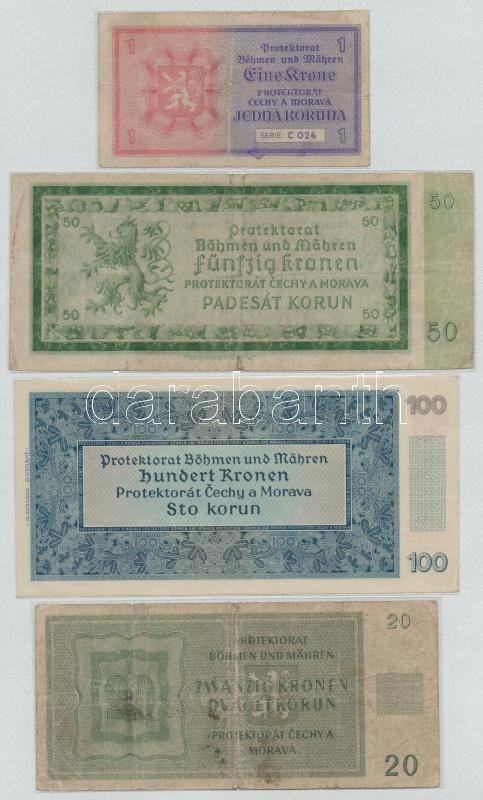 1
1
Protektorat
Böhmen und Mähren
Eine Krone
PROTEKTORÁT
ČECHY A MORAVA
JEDNA KORUNA
SERIE: C 024
1
1
50
50
50
Protektorat
Böhmen und Mähren
Fünfzig Kronen
PROTEKTORÁT ČECHY A MORAVA
PADESÁT KORUN
50
50
50
darabanth
100
Protektorat Böhmen und Mähren
Hundert Kronen
Protektorát Čechy a Morava
Sto korun
100
20
PROTEKTORAT
BÖHMEN UND MÄHREN
20
ZWANZIG KRONEN
DVACET KORUN
PROTEKTORÁT ČECHY A
MORAVA
20